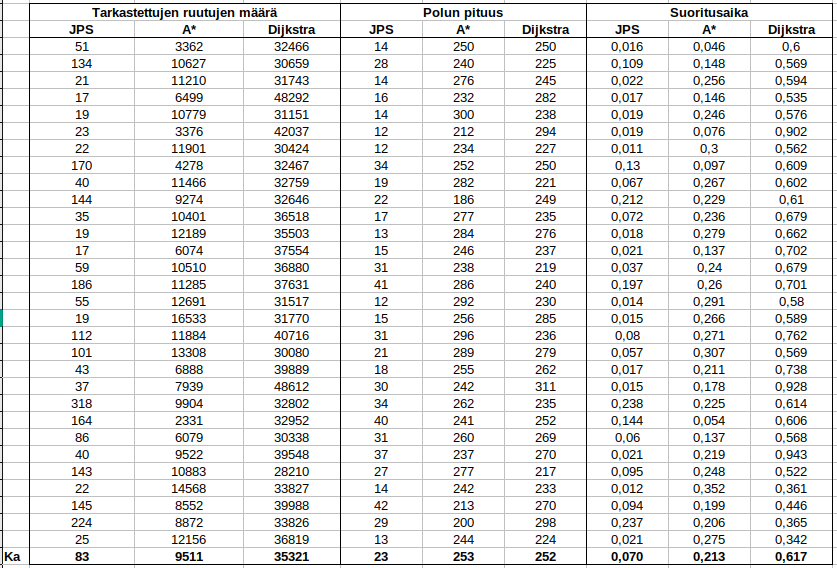 Tarkastettujen ruutujen määrä Polun pituus Suoritusaika
JPS A* Dijkstra JPS A* Dijkstra JPS A* Dijkstra
51 3362 32466 14 250 250 0,016 0,046 0,6
134 10627 30659 28 240 225 0,109 0,148 0,569
21 11210 31743 14 276 245 0,022 0,256 0,594
17 6499 48292 16 232 282 0,017 0,146 0,535
19 10779 31151 14 300 238 0,019 0,246 0,576
23 3376 42037 12 212 294 0,019 0,076 0,902
22 11901 30424 12 234 227 0,011 0,3 0,562
170 4278 32467 34 252 250 0,13 0,097 0,609
40 11466 32759 19 282 221 0,067 0,267 0,602
144 9274 32646 22 186 249 0,212 0,229 0,61
35 10401 36518 17 277 235 0,072 0,236 0,679
19 12189 35503 13 284 276 0,018 0,279 0,662
17 6074 37554 15 246 237 0,021 0,137 0,702
59 10510 36880 31 238 219 0,037 0,24 0,679
186 11285 37631 41 286 240 0,197 0,26 0,701
55 12691 31517 12 292 230 0,014 0,291 0,58
19 16533 31770 15 256 285 0,015 0,266 0,589
112 11884 40716 31 296 236 0,08 0,271 0,762
101 13308 30080 21 289 279 0,057 0,307 0,569
43 6888 39889 18 255 262 0,017 0,211 0,738
37 7939 48612 30 242 311 0,015 0,178 0,928
318 9904 32802 34 262 235 0,238 0,225 0,614
164 2331 32952 40 241 252 0,144 0,054 0,606
86 6079 30338 31 260 269 0,06 0,137 0,568
40 9522 39548 37 237 270 0,021 0,219 0,943
143 10883 28210 27 277 217 0,095 0,248 0,522
22 14568 33827 14 242 233 0,012 0,352 0,361
145 8552 39988 42 213 270 0,094 0,199 0,446
224 8872 33826 29 200 298 0,237 0,206 0,365
25 12156 36819 13 244 224 0,021 0,275 0,342
Ka 83 9511 35321 23 253 252 0,070 0,213 0,617